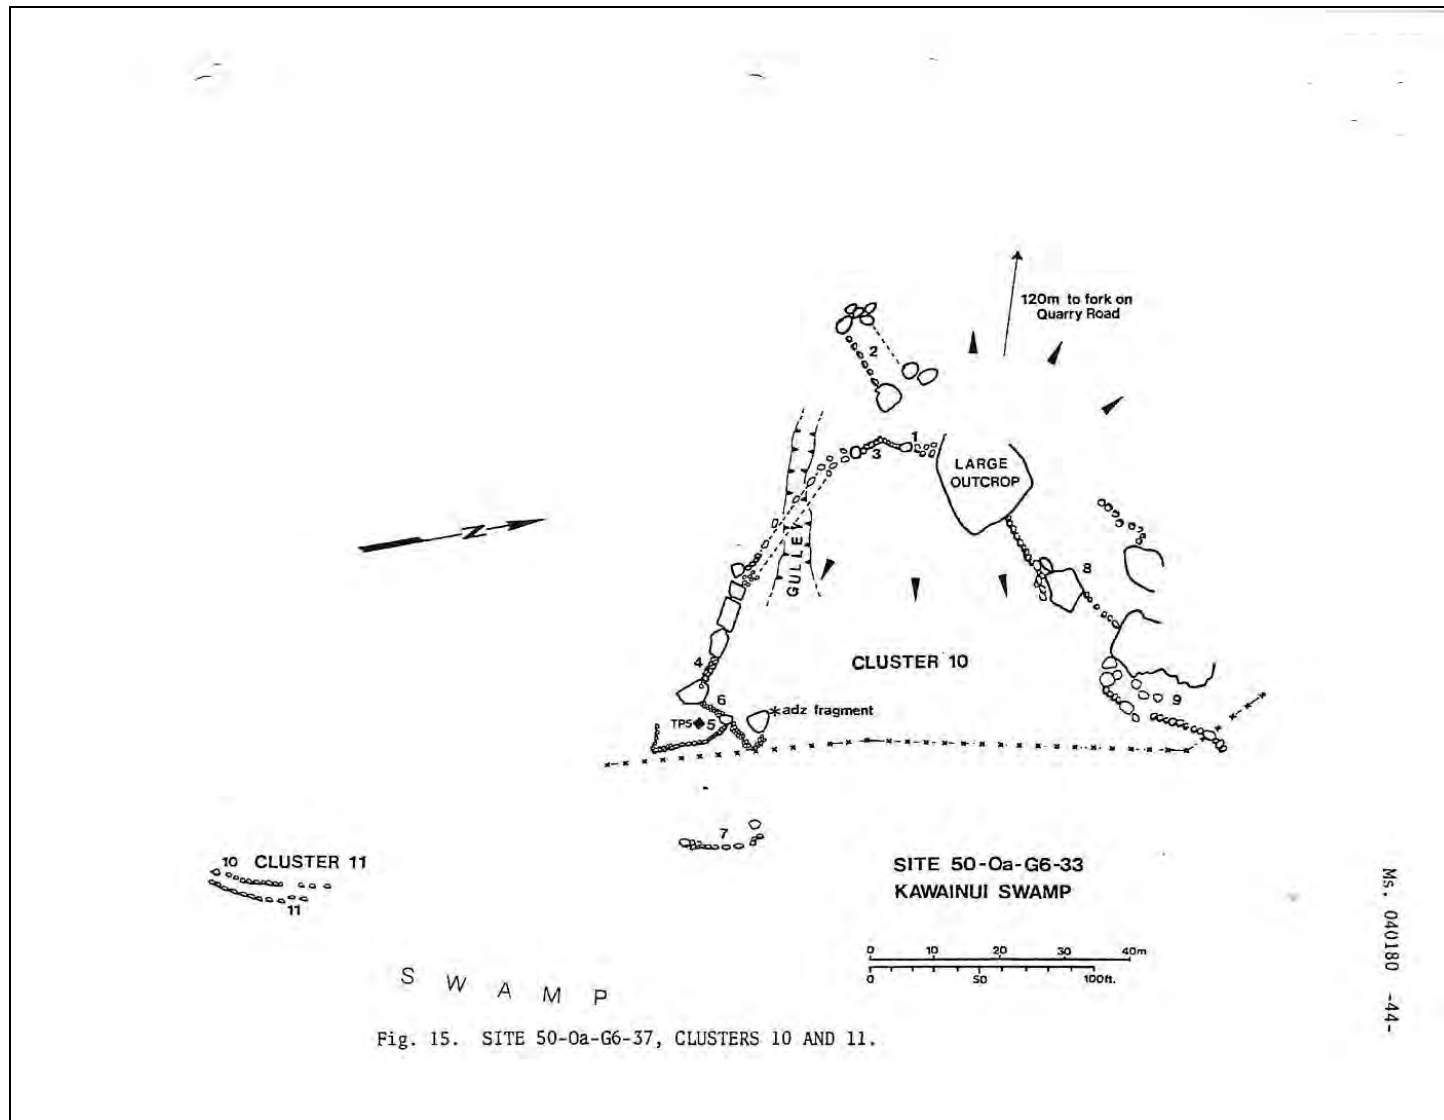 120m to fork on
Quarry Road
2
1
3
LARGE
OUTCROP
N
GULLEY
8
4
CLUSTER 10
6
9
*adz fragment
TP5
5
7
10 CLUSTER 11
11
SITE 50-Oa-G6-33
KAWAINUI SWAMP
0 10 20 30 40m
0 50 100ft.
SWAMP
Fig. 15. SITE 50-Oa-G6-37, CLUSTERS 10 AND 11.
Ms. 040180 -44-